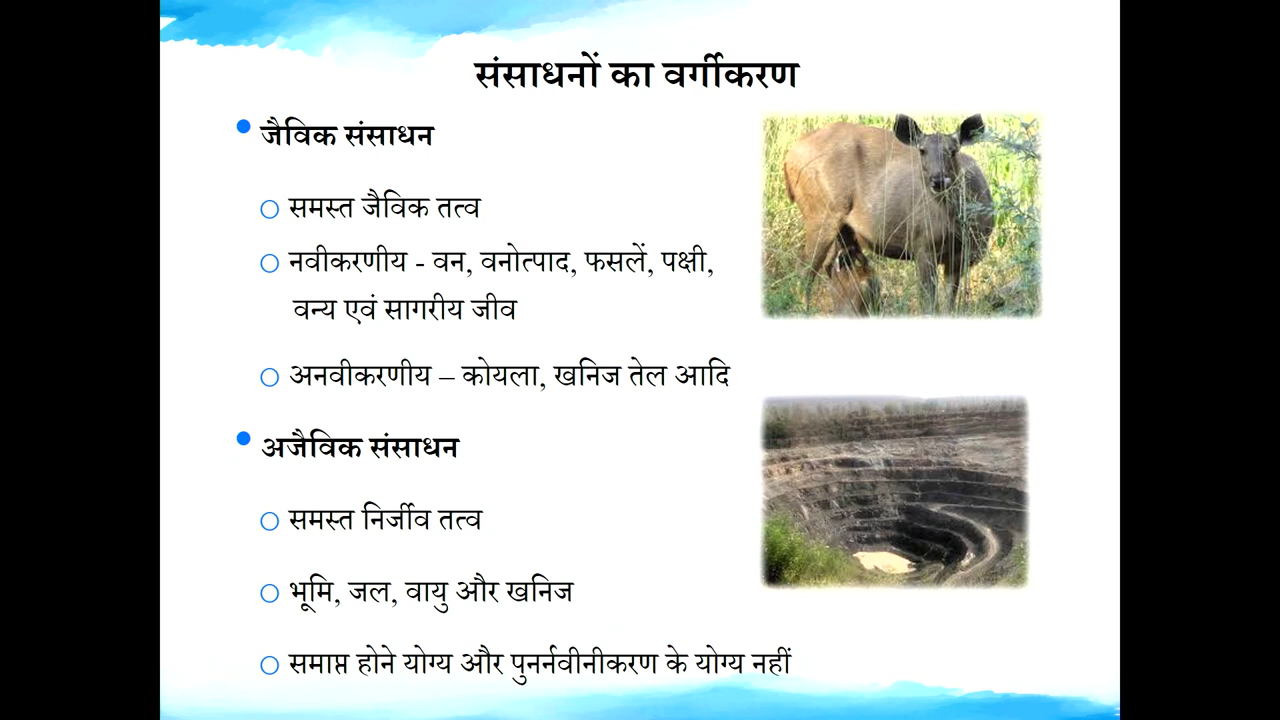 संसाधनों का वर्गीकरण
जैविक संसाधन
समस्त जैविक तत्व
नवीकरणीय - वन, वनोत्पाद, फसलें, पक्षी,
वन्य एवं सागरीय जीव
अनवीकरणीय – कोयला, खनिज तेल आदि
अजैविक संसाधन
समस्त निर्जीव तत्व
भूमि, जल, वायु और खनिज
समाप्त होने योग्य और पुनर्नवीनीकरण के योग्य नहीं